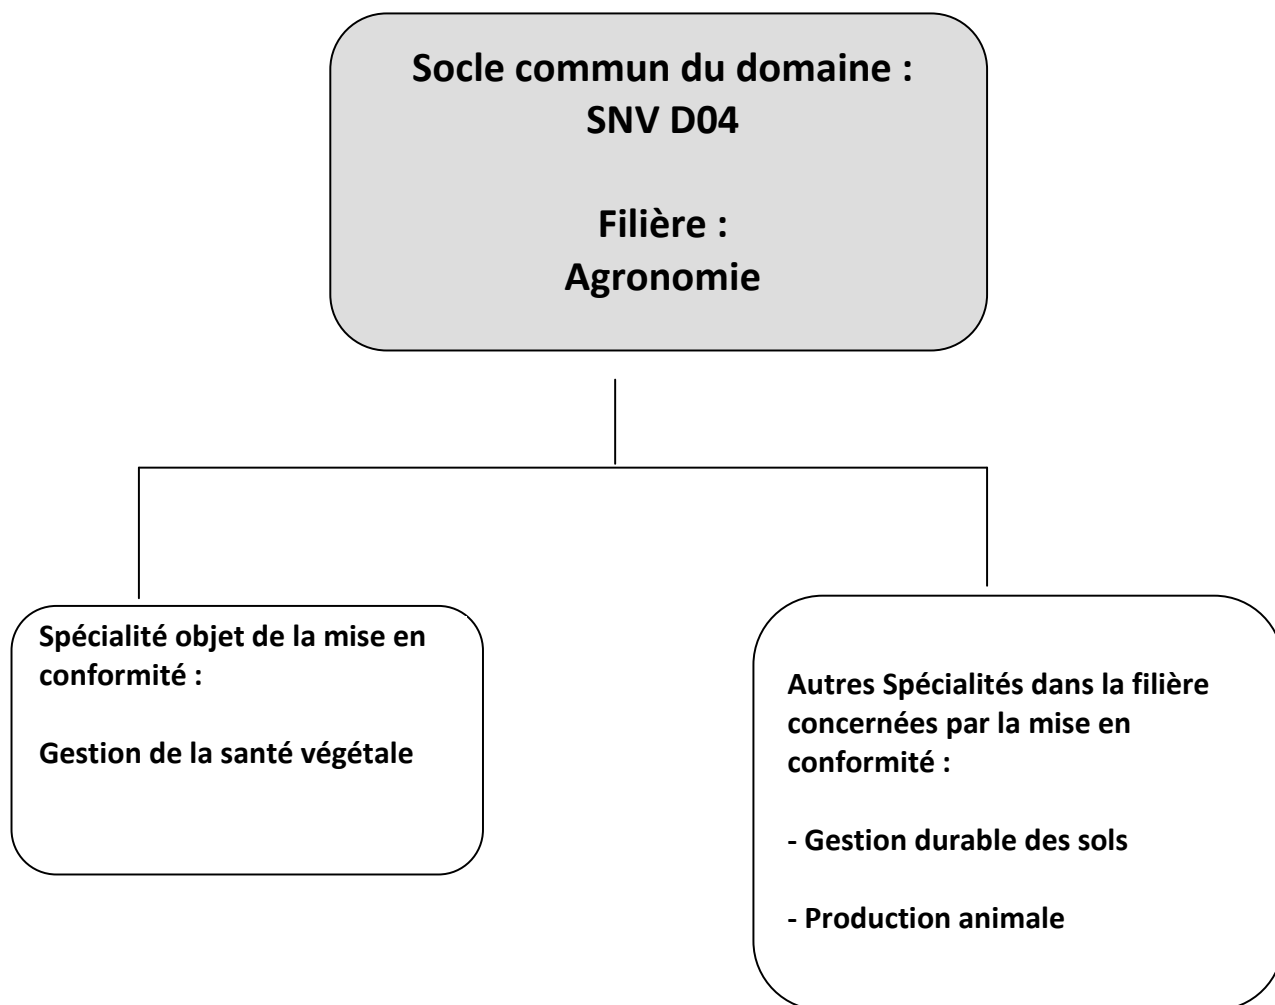 Socle commun du domaine :
SNV D04
Filière :
Agronomie
Spécialité objet de la mise en
conformité :
Gestion de la santé végétale
Autres Spécialités dans la filière
concernées par la mise en
conformité :
- Gestion durable des sols
- Production animale